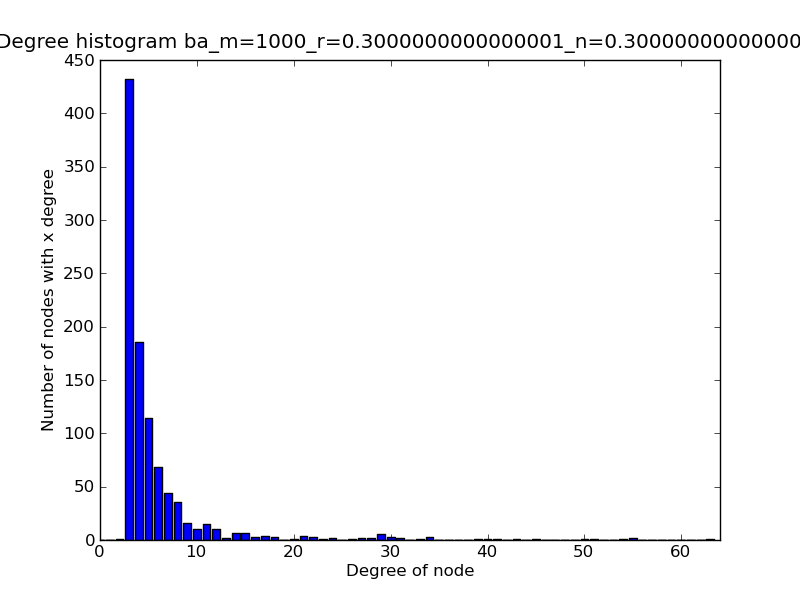 Degree histogram ba_m=1000_r=0.3000000000000001_n=0.30000000000000
450
400
350
300
250
200
150
100
50
0
0 10 20 30 40 50 60
Number of nodes with x degree
Degree of node